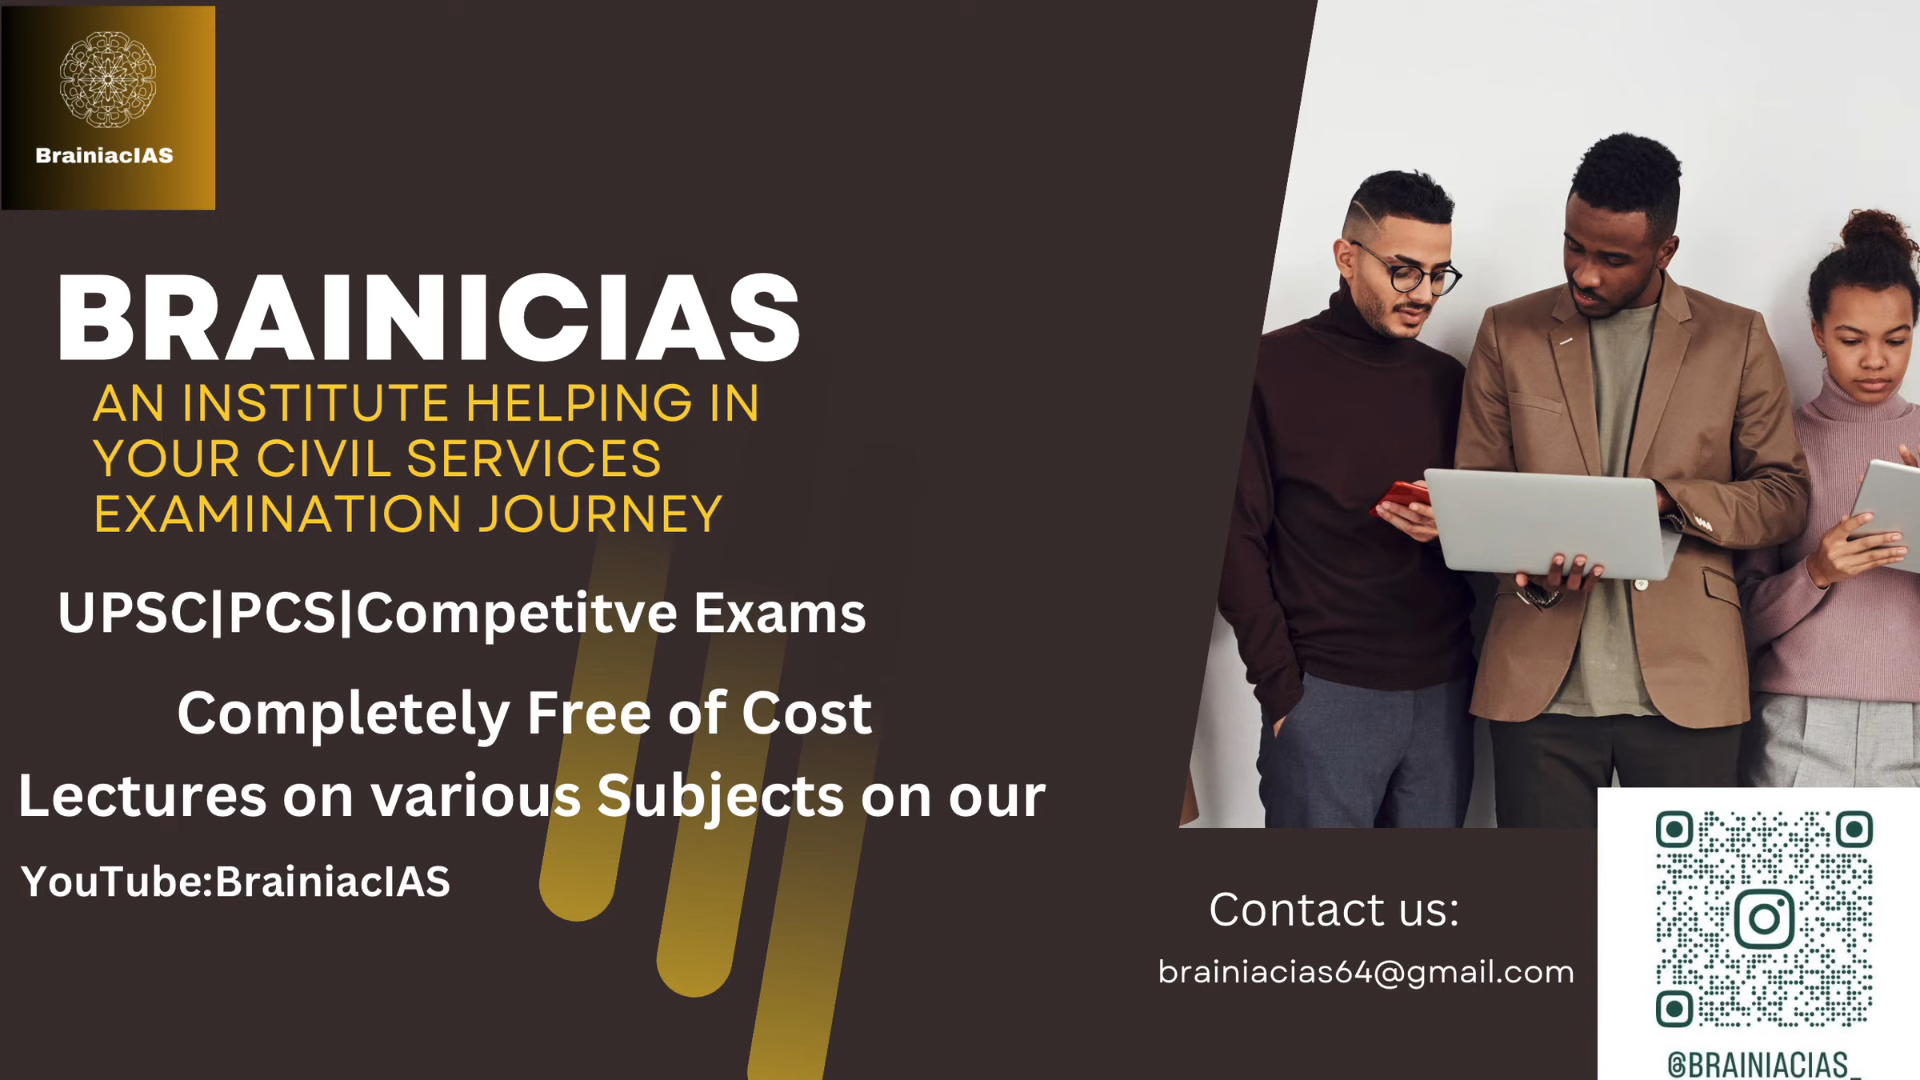 BrainiacIAS
BRAINICIAS
AN INSTITUTE HELPING IN
YOUR CIVIL SERVICES
EXAMINATION JOURNEY
UPSC|PCS|Competitve Exams
Completely Free of Cost
Lectures on various Subjects on our
YouTube:BrainiacIAS
Contact us:
brainiacias64@gmail.com
@BRAINIACIAS_